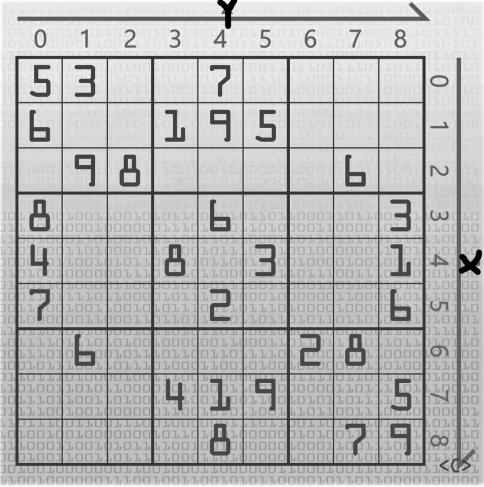 Y
0 1 2 3 4 5 6 7 8
5 3 7 0
6 1 9 5 1
9 8 6 2
8 6 3 3
4 8 3 1 4
7 2 6 5
6 2 8 6
4 1 9 5 7
8 7 9 8
X
<C>